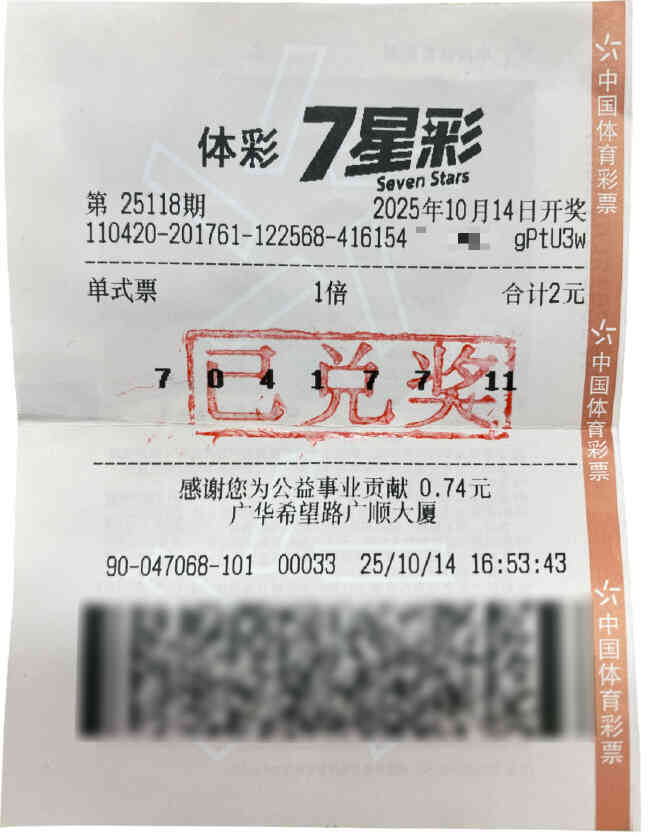 体彩 7星彩
Seven Stars
第 25118期 2025年10月14日开奖
110420-201761-122568-416154 gPtU3w
单式票 1倍 合计2元
7 0 4 1 7 7 11
已兑奖
感谢您为公益事业贡献 0.74元
广华希望路广顺大厦
90-047068-101 00033 25/10/14 16:53:43
中国体育彩票
中国体育彩票
中国体育彩票